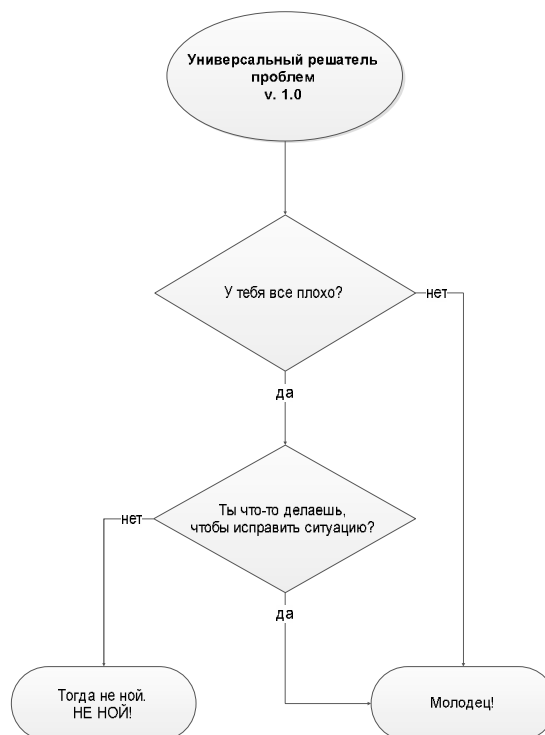 Универсальный решатель
проблем
v. 1.0
У тебя все плохо?
нет
да
Ты что-то делаешь,
чтобы исправить ситуацию?
нет
да
Тогда не ной.
НЕ НОЙ!
Молодец!